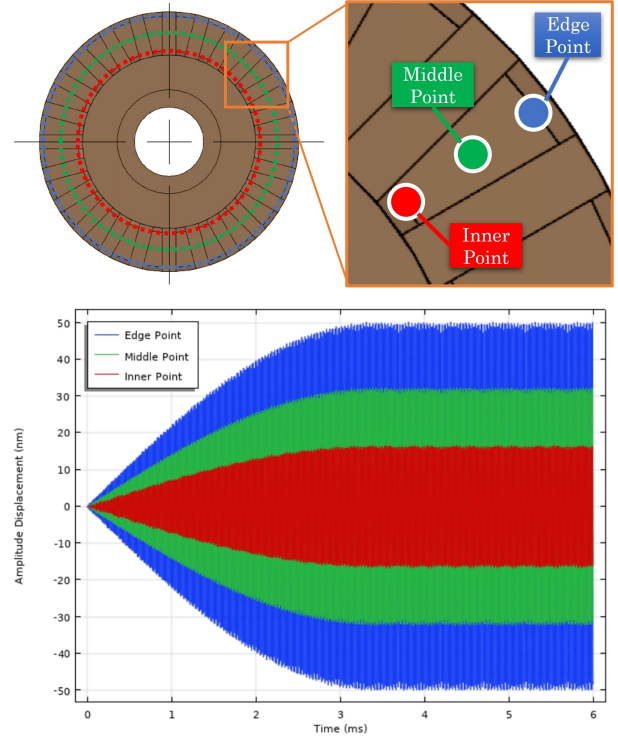 Edge
Point
Middle
Point
Inner
Point
50
40
30
20
10
0
-10
-20
-30
-40
-50
Amplitude Displacement (nm)
Edge Point
Middle Point
Inner Point
0
1
2
3
4
5
6
Time (ms)